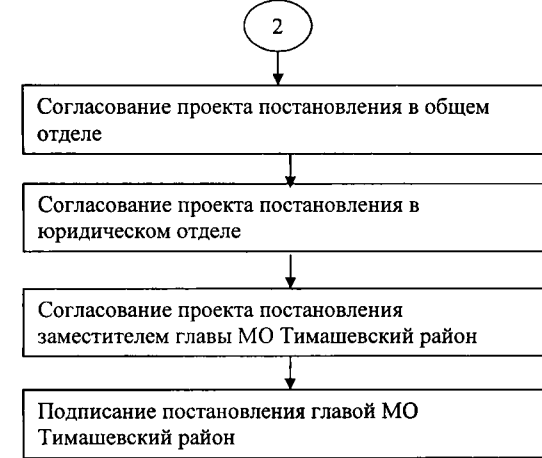 2
Согласование проекта постановления в общем
отделе
Согласование проекта постановления в
юридическом отделе
Согласование проекта постановления
заместителем главы МО Тимашевский район
Подписание постановления главой МО
Тимашевский район